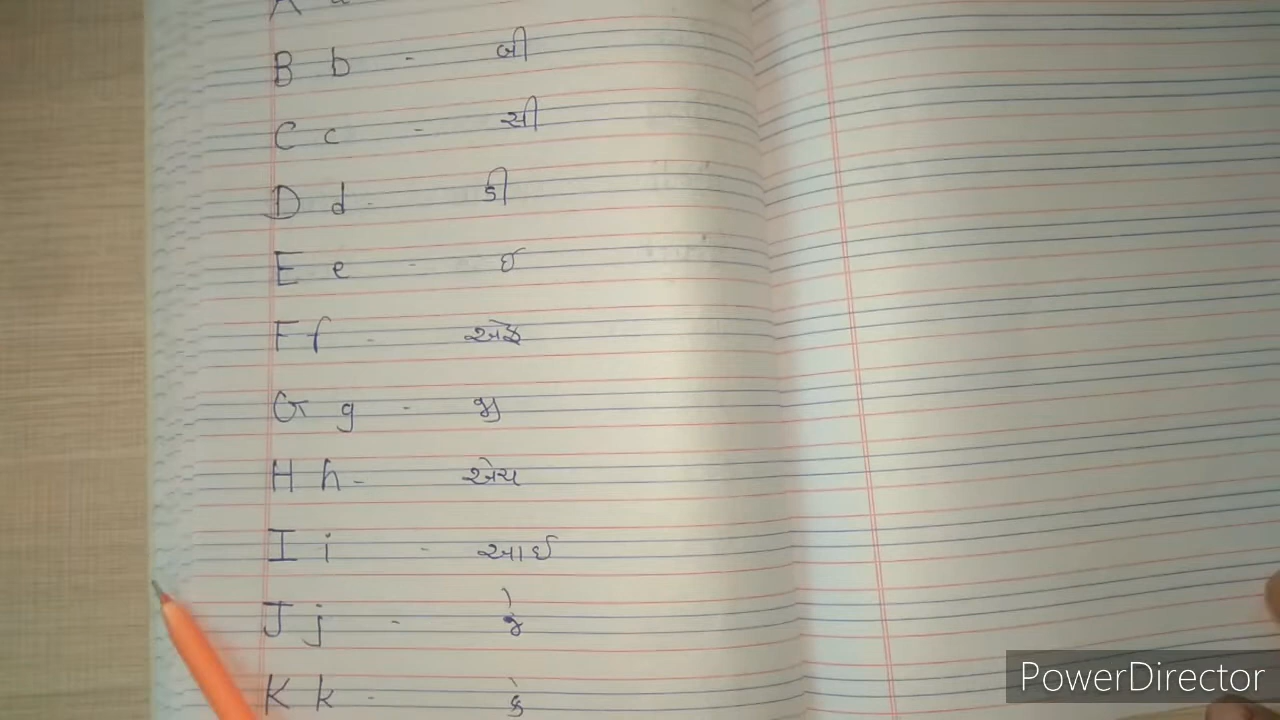 A a
B b - બી
C c - સી
D d - ડી
E e - ઈ
F f - એફ
G g - જી
H h - એચ
I i - આઈ
J j - જે
K k - કે
PowerDirector